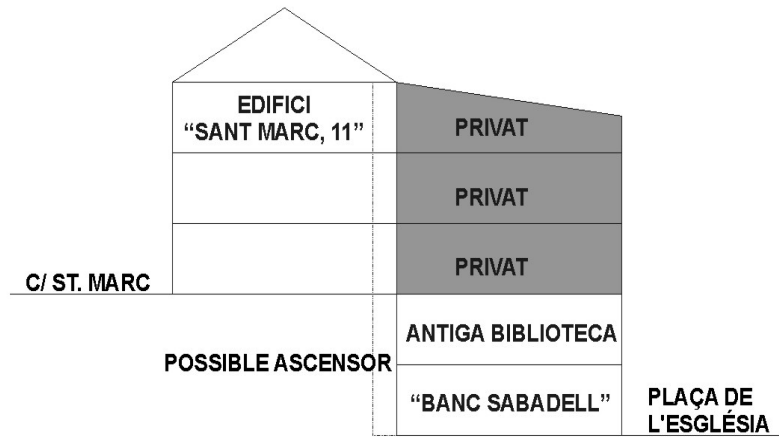 EDIFICI
“SANT MARC, 11”
PRIVAT
PRIVAT
PRIVAT
C/ ST. MARC
ANTIGA BIBLIOTECA
POSSIBLE ASCENSOR
“BANC SABADELL”
PLAÇA DE
L'ESGLÉSIA